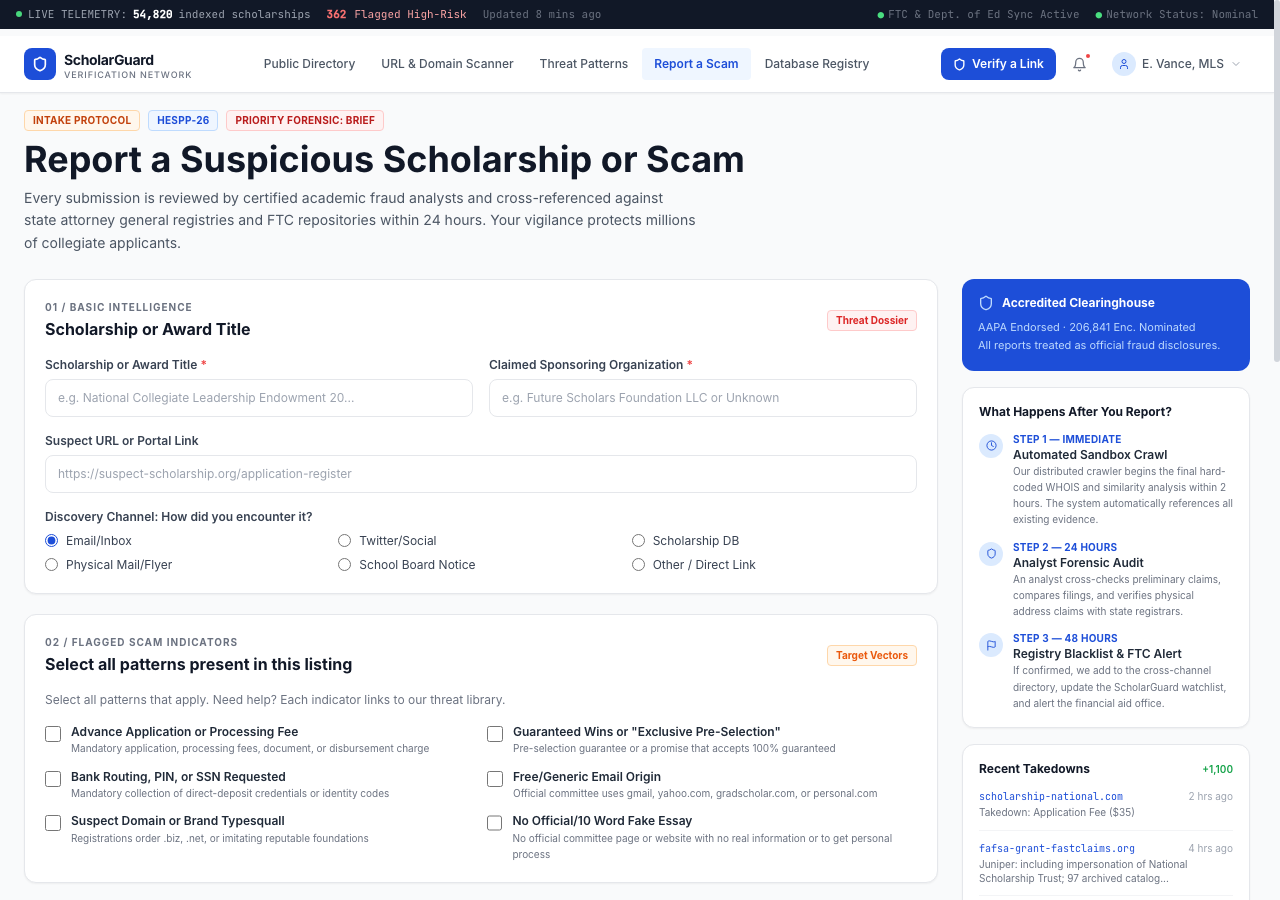 LIVE TELEMETRY: 54,820 indexed scholarships 362 Flagged High-Risk Updated 8 mins ago FTC & Dept. of Ed Sync Active Network Status: Nominal
ScholarGuard
VERIFICATION NETWORK
Public Directory URL & Domain Scanner Threat Patterns Report a Scam Database Registry Verify a Link E. Vance, MLS
INTAKE PROTOCOL HESPP-26 PRIORITY FORENSIC: BRIEF
Report a Suspicious Scholarship or Scam
Every submission is reviewed by certified academic fraud analysts and cross-referenced against
state attorney general registries and FTC repositories within 24 hours. Your vigilance protects millions
of collegiate applicants.
01 / BASIC INTELLIGENCE
Scholarship or Award Title
Threat Dossier
Scholarship or Award Title *
Claimed Sponsoring Organization *
e.g. National Collegiate Leadership Endowment 20...
e.g. Future Scholars Foundation LLC or Unknown
Suspect URL or Portal Link
https://suspect-scholarship.org/application-register
Discovery Channel: How did you encounter it?
Email/Inbox Twitter/Social Scholarship DB
Physical Mail/Flyer School Board Notice Other / Direct Link
02 / FLAGGED SCAM INDICATORS
Select all patterns present in this listing
Target Vectors
Select all patterns that apply. Need help? Each indicator links to our threat library.
Advance Application or Processing Fee
Mandatory application, processing fees, document, or disbursement charge
Guaranteed Wins or "Exclusive Pre-Selection"
Pre-selection guarantee or a promise that accepts 100% guaranteed
Bank Routing, PIN, or SSN Requested
Mandatory collection of direct-deposit credentials or identity codes
Free/Generic Email Origin
Official committee uses gmail, yahoo.com, gradscholar.com, or personal.com
Suspect Domain or Brand Typesquall
Registrations order .biz, .net, or imitating reputable foundations
No Official/10 Word Fake Essay
No official committee page or website with no real information or to get personal
process
Accredited Clearinghouse
AAPA Endorsed · 206,841 Enc. Nominated
All reports treated as official fraud disclosures.
What Happens After You Report?
STEP 1 — IMMEDIATE
Automated Sandbox Crawl
Our distributed crawler begins the final hard-
coded WHOIS and similarity analysis within 2
hours. The system automatically references all
existing evidence.
STEP 2 — 24 HOURS
Analyst Forensic Audit
An analyst cross-checks preliminary claims,
compares filings, and verifies physical
address claims with state registrars.
STEP 3 — 48 HOURS
Registry Blacklist & FTC Alert
If confirmed, we add to the cross-channel
directory, update the ScholarGuard watchlist,
and alert the financial aid office.
Recent Takedowns +1,100
scholarship-national.com 2 hrs ago
Takedown: Application Fee ($35)
fafsa-grant-fastclaims.org 4 hrs ago
Juniper: including impersonation of National
Scholarship Trust; 97 archived catalog...